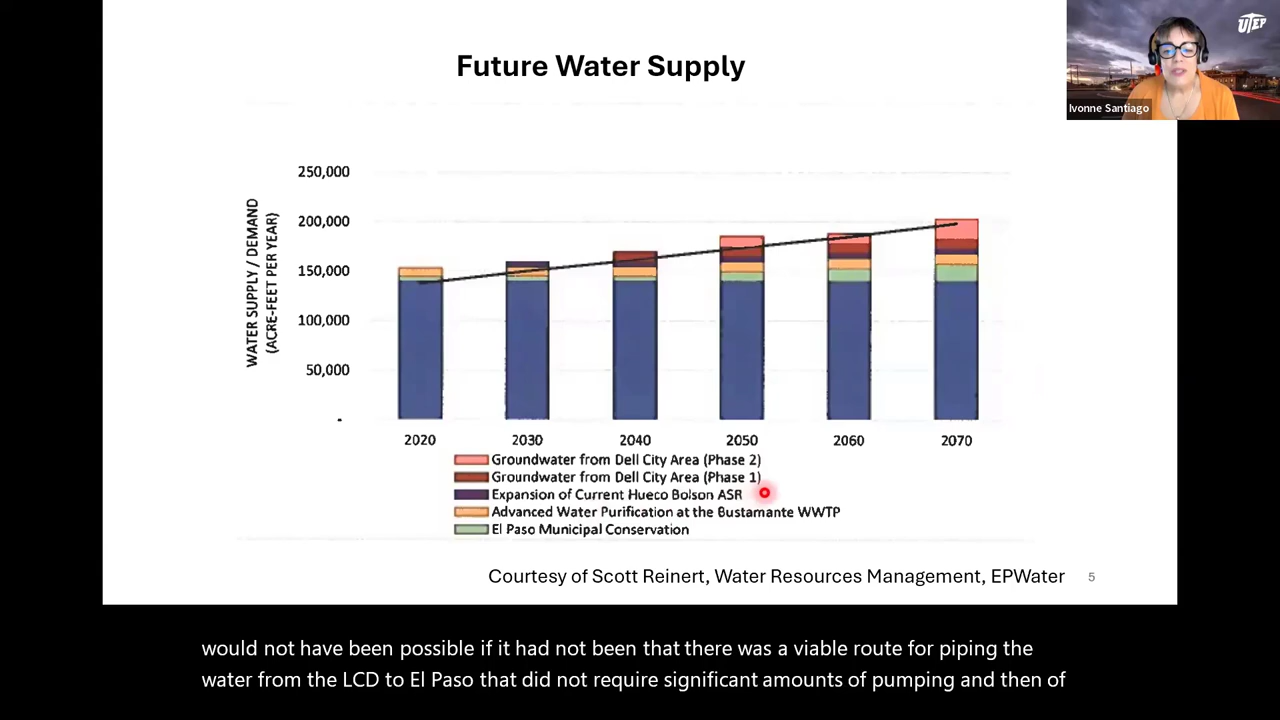 UTEP
Ivonne Santiago
Future Water Supply
WATER SUPPLY / DEMAND
(ACRE-FEET PER YEAR)
250,000
200,000
150,000
100,000
50,000
-
2020 2030 2040 2050 2060 2070
Groundwater from Dell City Area (Phase 2)
Groundwater from Dell City Area (Phase 1)
Expansion of Current Hueco Bolson ASR
Advanced Water Purification at the Bustamante WWTP
El Paso Municipal Conservation
Courtesy of Scott Reinert, Water Resources Management, EPWater 5
would not have been possible if it had not been that there was a viable route for piping the
water from the LCD to El Paso that did not require significant amounts of pumping and then of